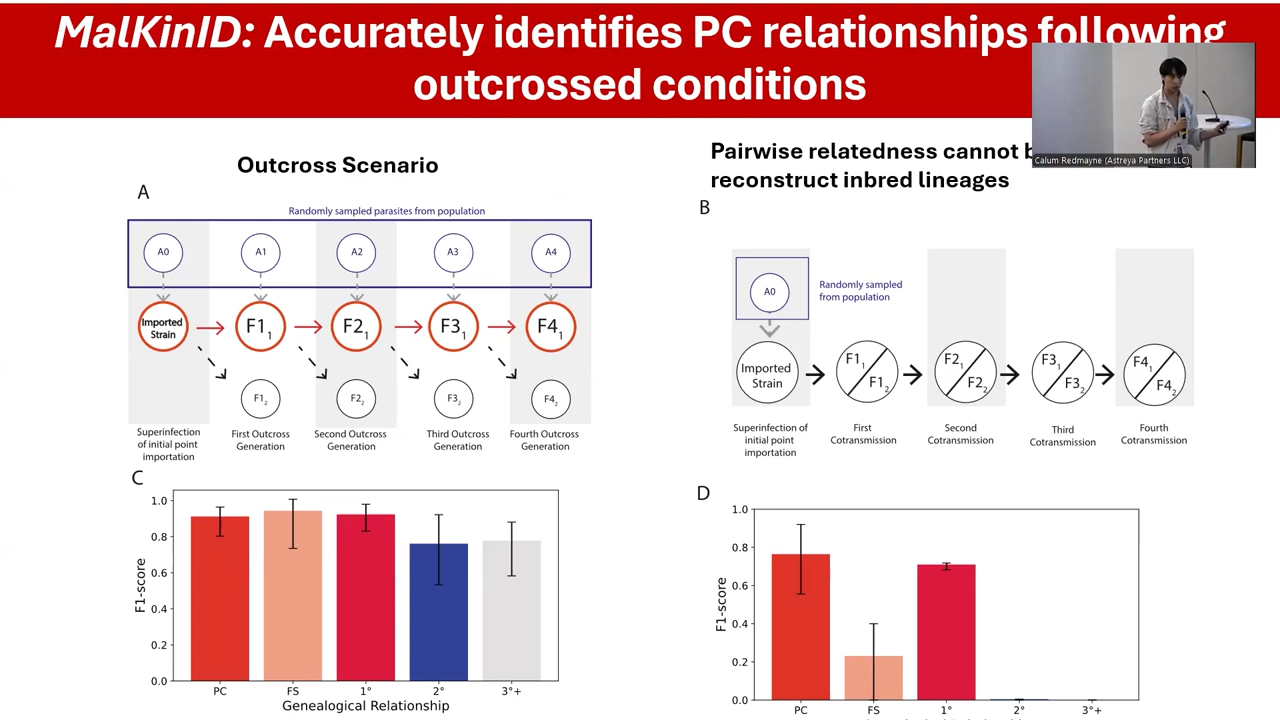 MalKinID: Accurately identifies PC relationships following
outcrossed conditions
Calum Redmayne (Astreya Partners LLC)
Outcross Scenario
A
Randomly sampled parasites from population
A0 A1 A2 A3 A4
Imported
Strain
F1₁ F2₁ F3₁ F4₁
F1₂ F2₂ F3₂ F4₂
Superinfection
of initial point
importation
First Outcross
Generation
Second Outcross
Generation
Third Outcross
Generation
Fourth Outcross
Generation
C
F1-score
1.0
0.8
0.6
0.4
0.2
0.0
PC FS 1° 2° 3°+
Genealogical Relationship
Pairwise relatedness cannot
reconstruct inbred lineages
B
A0
Randomly sampled
from population
Imported
Strain
F1₁ F1₂
F2₁ F2₂
F3₁ F3₂
F4₁ F4₂
Superinfection of
initial point
importation
First
Cotransmission
Second
Cotransmission
Third
Cotransmission
Fourth
Cotransmission
D
F1-score
1.0
0.8
0.6
0.4
0.2
0.0
PC FS 1° 2° 3°+